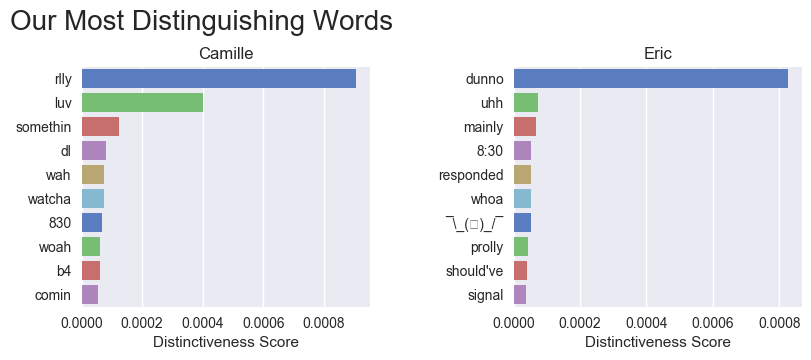 Our Most Distinguishing Words
Camille
rlly
luv
somethin
dl
wah
watcha
830
woah
b4
comin
0.0000 0.0002 0.0004 0.0006 0.0008
Distinctiveness Score
Eric
dunno
uhh
mainly
8:30
responded
whoa
¯\_(▯)_/¯
prolly
should've
signal
0.0000 0.0002 0.0004 0.0006 0.0008
Distinctiveness Score